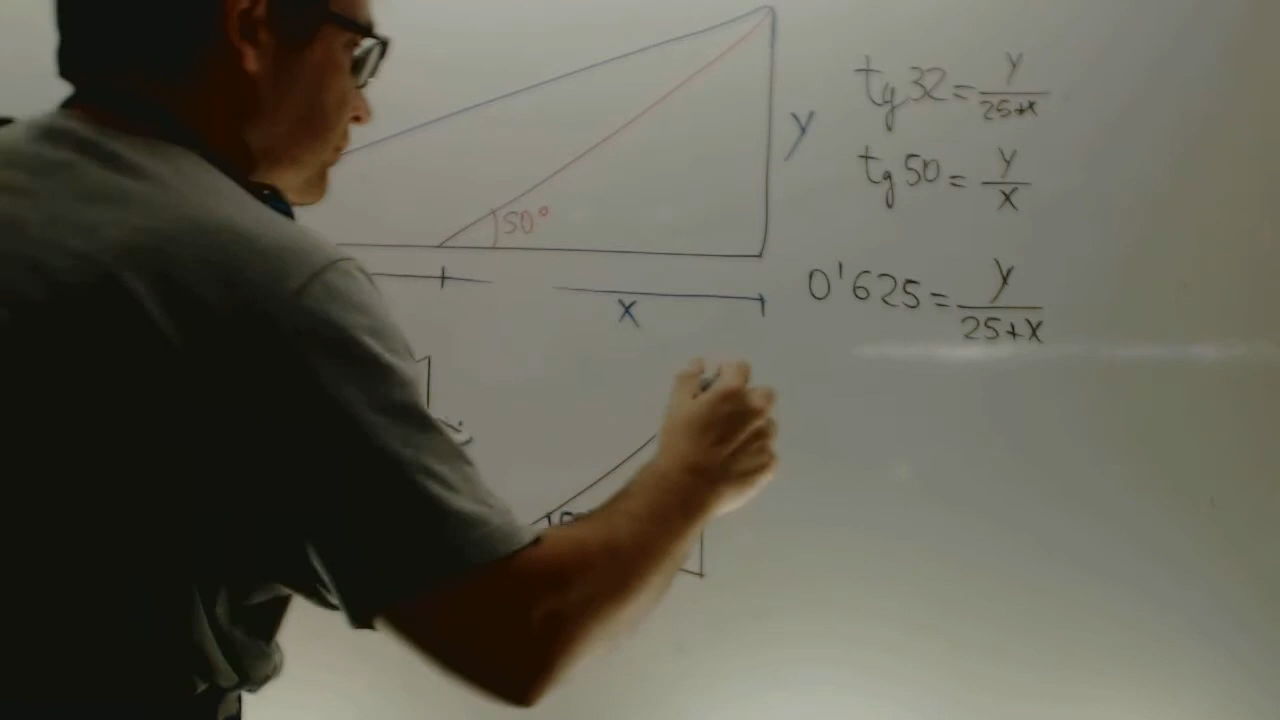 tg 32 = y/(25+x)
y
tg 50 = y/x
50°
0'625 = y/(25+x)
x